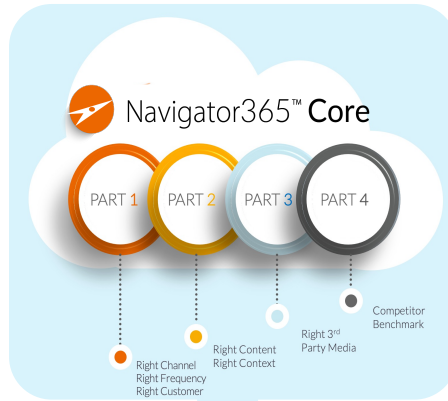 Navigator365™ Core
PART 1
PART 2
PART 3
PART 4
Right Channel
Right Frequency
Right Customer
Right Content
Right Context
Right 3rd
Party Media
Competitor
Benchmark